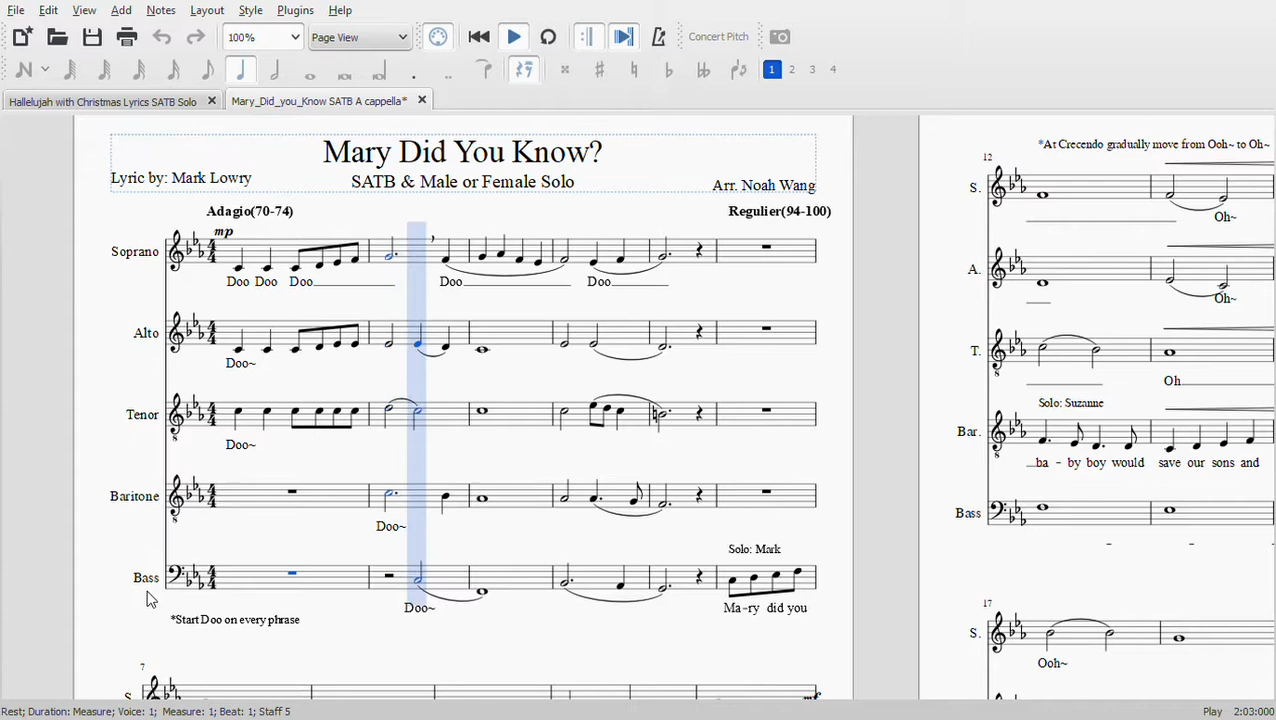 File Edit View Add Notes Layout Style Plugins Help
100% Page View Concert Pitch
1 2 3 4
Hallelujah with Christmas Lyrics SATB Solo Mary_Did_you_Know SATB A cappella*
Mary Did You Know?
Lyric by: Mark Lowry SATB & Male or Female Solo Arr. Noah Wang
Adagio(70-74) Regulier(94-100)
mp
Soprano
Doo Doo Doo Doo Doo
Alto
Doo~
Tenor
Doo~
Baritone
Doo~
Solo: Mark
Bass
Doo~ Ma-ry did you
*Start Doo on every phrase
7
S.
mf
*At Crecendo gradually move from Ooh~ to Oh~
12
S.
Oh~
A.
Oh~
T.
Oh
Solo: Suzanne
Bar.
ba - by boy would save our sons and
Bass
17
S.
Ooh~
Rest; Duration: Measure; Voice: 1; Measure: 1; Beat: 1; Staff 5 Play 2:03:000